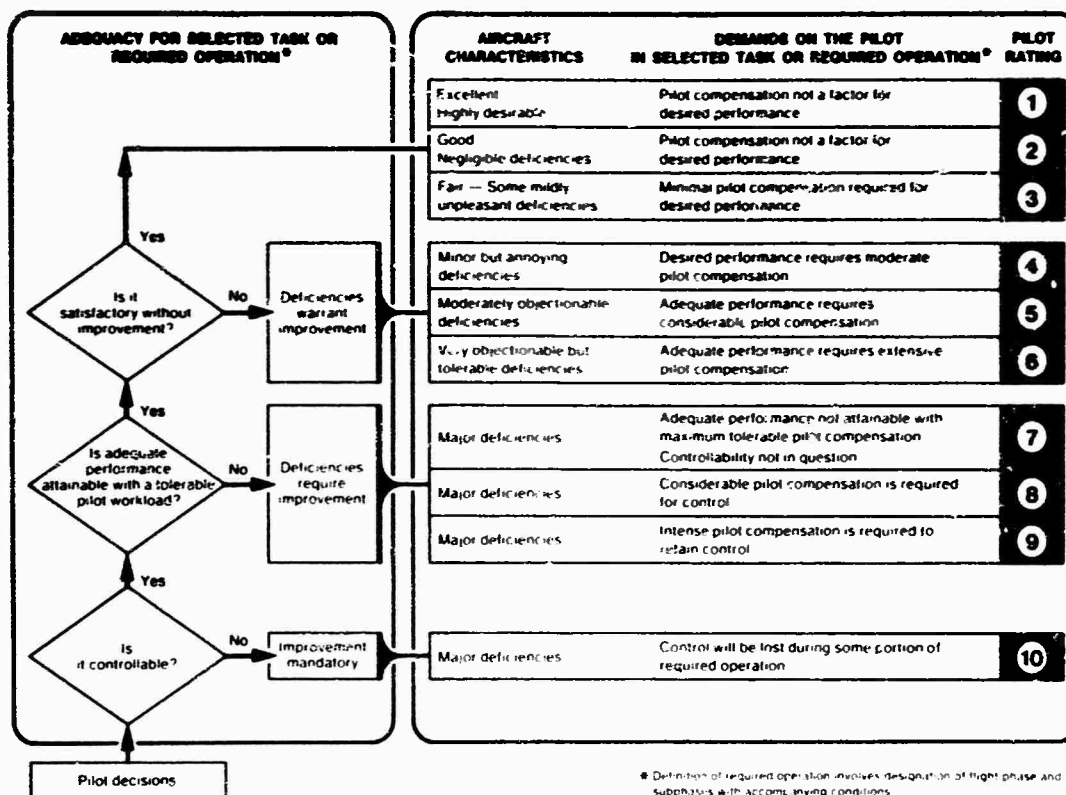 ADEQUACY FOR SELECTED TASK OR
REQUIRED OPERATION*
AIRCRAFT
CHARACTERISTICS
DEMANDS ON THE PILOT
IN SELECTED TASK OR REQUIRED OPERATION*
PILOT
RATING
Excellent
Highly desirable
Pilot compensation not a factor for
desired performance
1
Good
Negligible deficiencies
Pilot compensation not a factor for
desired performance
2
Fair — Some mildly
unpleasant deficiencies
Minimal pilot compensation required for
desired performance
3
Yes
Is it
satisfactory without
improvement?
No
Deficiencies
warrant
improvement
Minor but annoying
deficiencies
Desired performance requires moderate
pilot compensation
4
Moderately objectionable
deficiencies
Adequate performance requires
considerable pilot compensation
5
Very objectionable but
tolerable deficiencies
Adequate performance requires extensive
pilot compensation
6
Yes
Is adequate
performance
attainable with a tolerable
pilot workload?
No
Deficiencies
require
improvement
Major deficiencies
Adequate performance not attainable with
maximum tolerable pilot compensation
Controllability not in question
7
Major deficiencies
Considerable pilot compensation is required
for control
8
Major deficiencies
Intense pilot compensation is required to
retain control
9
Yes
Is
it controllable?
No
Improvement
mandatory
Major deficiencies
Control will be lost during some portion of
required operation
10
Pilot decisions
* Definition of required operation involves designation of flight phase and
subphases with accompanying conditions